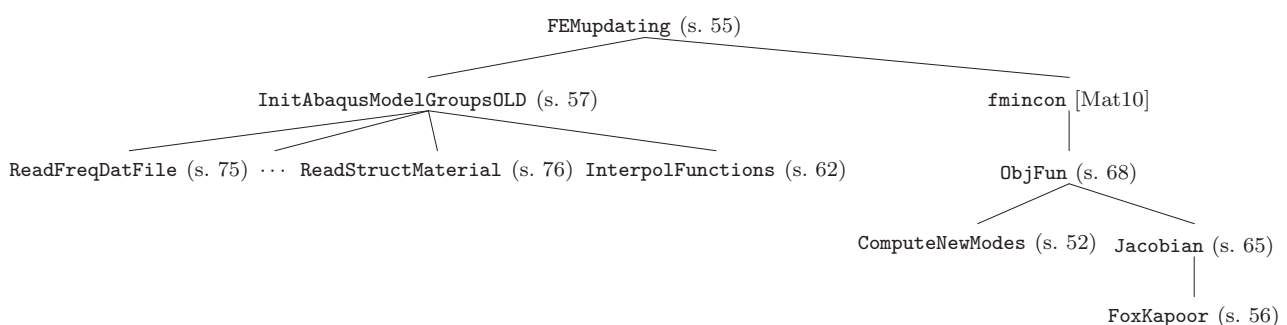 FEMupdating (s. 55)
InitAbaqusModelGroupsOLD (s. 57) fmincon [Mat10]
ReadFreqDatFile (s. 75) ··· ReadStructMaterial (s. 76) InterpolFunctions (s. 62) ObjFun (s. 68)
ComputeNewModes (s. 52) Jacobian (s. 65)
FoxKapoor (s. 56)